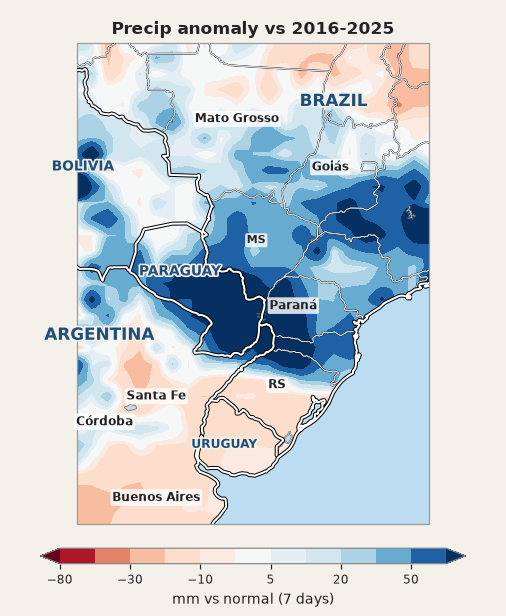 Precip anomaly vs 2016-2025
BRAZIL
Mato Grosso
BOLIVIA
Goiás
MS
PARAGUAY
Paraná
ARGENTINA
RS
Santa Fe
Córdoba
URUGUAY
Buenos Aires
−80 −30 −10 5 20 50
mm vs normal (7 days)